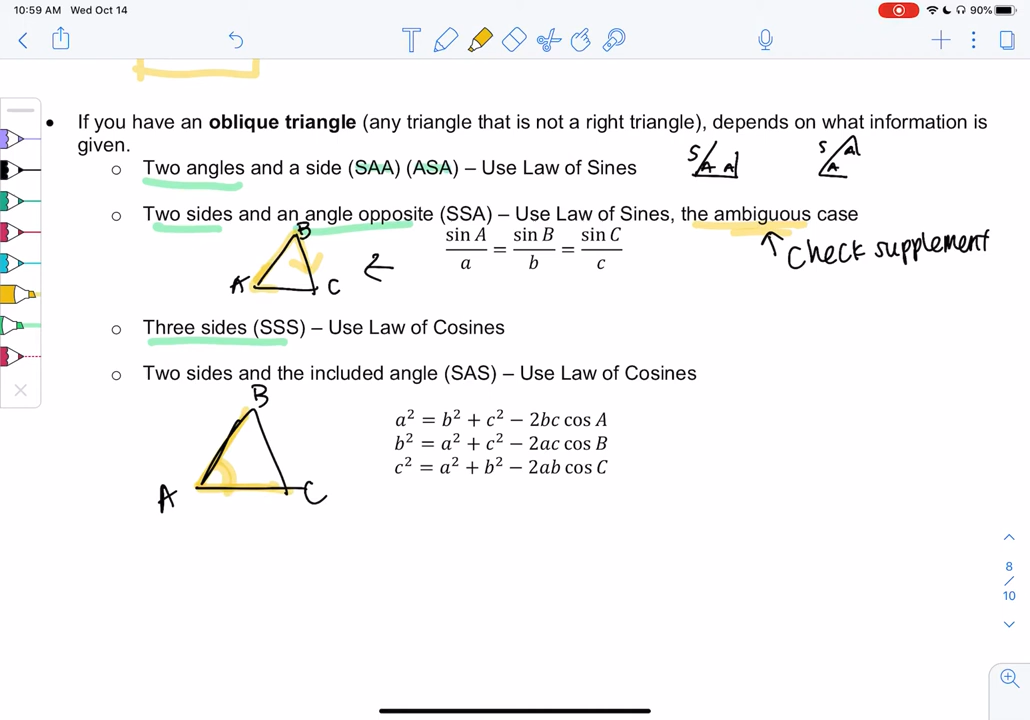 10:59 AM Wed Oct 14
90%
• If you have an oblique triangle (any triangle that is not a right triangle), depends on what information is
given.
o Two angles and a side (SAA) (ASA) – Use Law of Sines
S A A
S A A
o Two sides and an angle opposite (SSA) – Use Law of Sines, the ambiguous case
sin A / a = sin B / b = sin C / c
↑ Check supplement
B
A C ←
o Three sides (SSS) – Use Law of Cosines
o Two sides and the included angle (SAS) – Use Law of Cosines
B
A C
a² = b² + c² − 2bc cos A
b² = a² + c² − 2ac cos B
c² = a² + b² − 2ab cos C
8
/
10